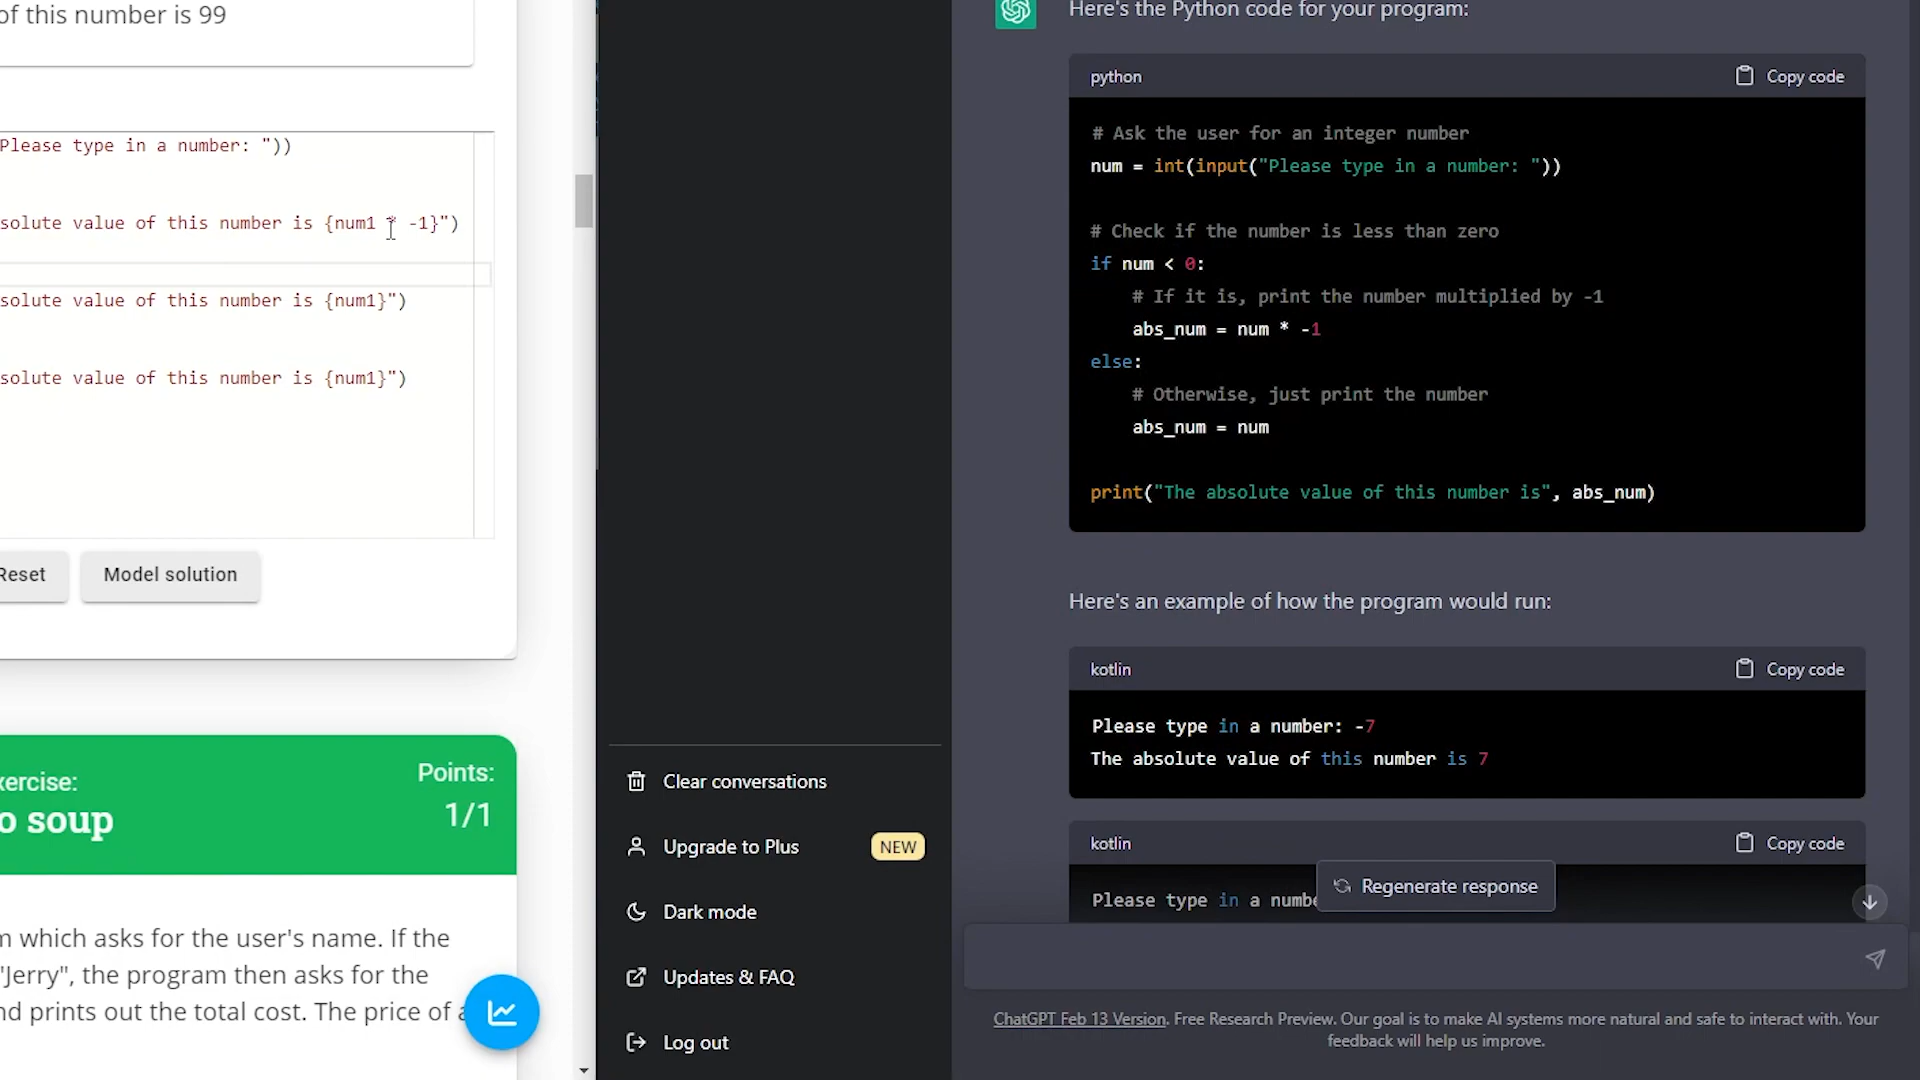 of this number is 99
Please type in a number: "))
solute value of this number is {num1 * -1}")
solute value of this number is {num1}")
solute value of this number is {num1}")
Reset
Model solution
xercise:
Points:
o soup
1/1
m which asks for the user's name. If the
"Jerry", the program then asks for the
nd prints out the total cost. The price of a
Clear conversations
Upgrade to Plus
NEW
Dark mode
Updates & FAQ
Log out
Here's the Python code for your program:
python
Copy code
# Ask the user for an integer number
num = int(input("Please type in a number: "))
# Check if the number is less than zero
if num < 0:
# If it is, print the number multiplied by -1
abs_num = num * -1
else:
# Otherwise, just print the number
abs_num = num
print("The absolute value of this number is", abs_num)
Here's an example of how the program would run:
kotlin
Copy code
Please type in a number: -7
The absolute value of this number is 7
kotlin
Copy code
Please type in a numbe
Regenerate response
ChatGPT Feb 13 Version. Free Research Preview. Our goal is to make AI systems more natural and safe to interact with. Your
feedback will help us improve.